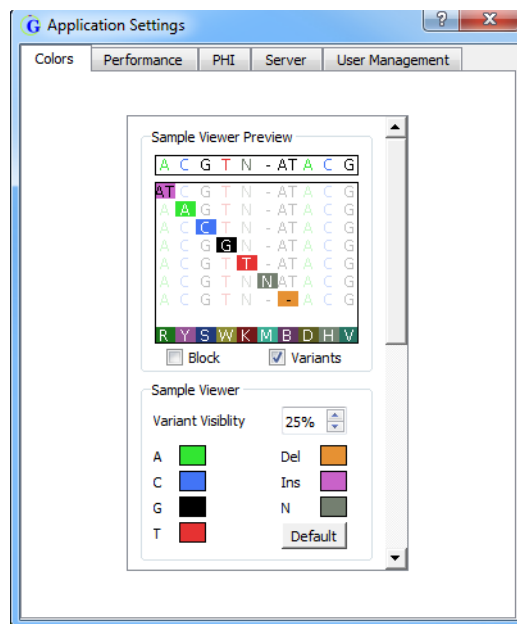 G Application Settings ? X
Colors Performance PHI Server User Management
Sample Viewer Preview
A C G T N - AT A C G
AT C G T N - AT A C G
A A G T N - AT A C G
A C C T N - AT A C G
A C G G N - AT A C G
A C G T T - AT A C G
A C G T N N AT A C G
A C G T N - - A C G
R Y S W K M B D H V
Block Variants
Sample Viewer
Variant Visiblity 25%
A Del
C Ins
G N
T Default